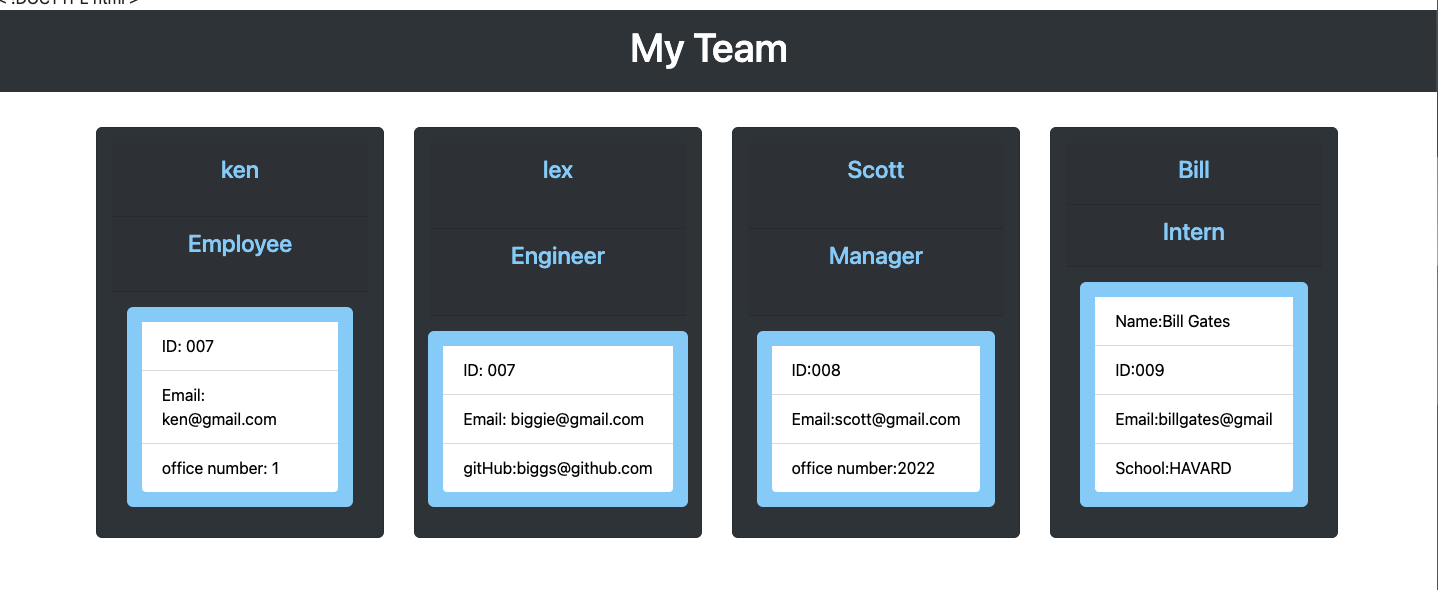 < !DOCTYPE html >
My Team
ken
Employee
ID: 007
Email:
ken@gmail.com
office number: 1
lex
Engineer
ID: 007
Email: biggie@gmail.com
gitHub:biggs@github.com
Scott
Manager
ID:008
Email:scott@gmail.com
office number:2022
Bill
Intern
Name:Bill Gates
ID:009
Email:billgates@gmail
School:HAVARD